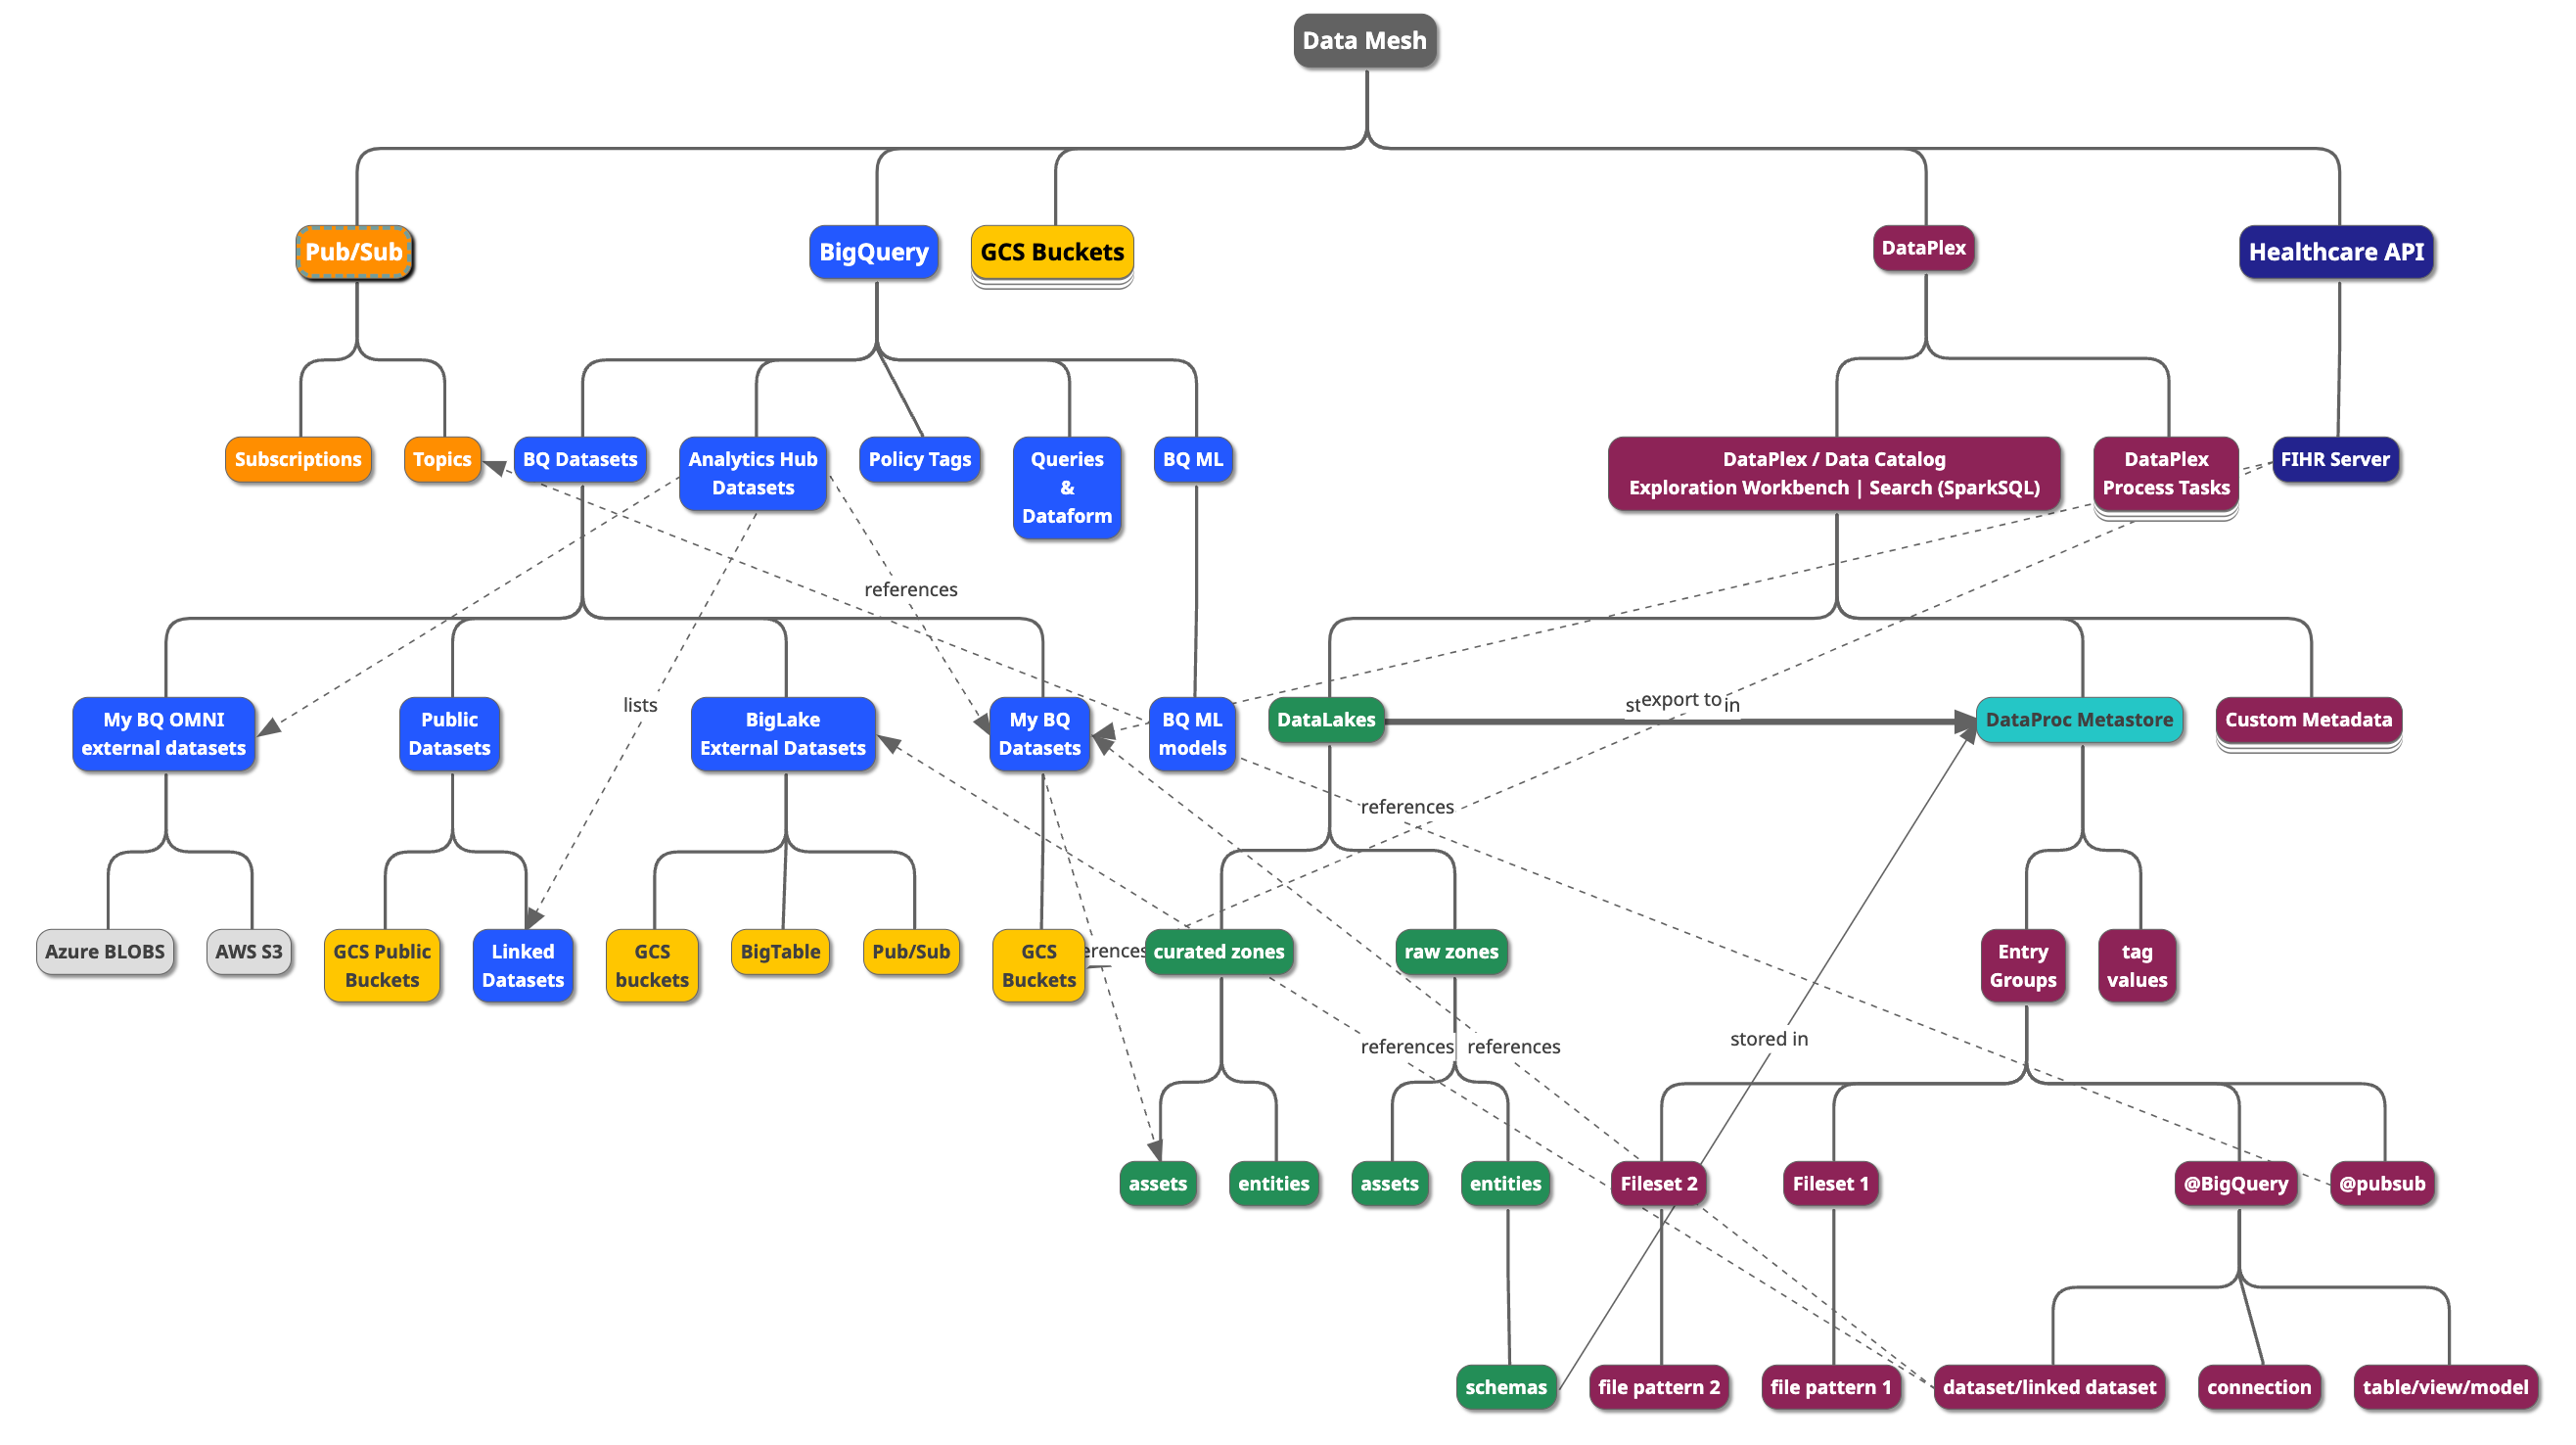 Data Mesh
Pub/Sub
BigQuery
GCS Buckets
DataPlex
Healthcare API
Subscriptions
Topics
BQ Datasets
Analytics Hub
Datasets
Policy Tags
Queries
&
Dataform
BQ ML
DataPlex / Data Catalog
Exploration Workbench | Search (SparkSQL)
DataPlex
Process Tasks
FIHR Server
references
lists
My BQ OMNI
external datasets
Public
Datasets
BigLake
External Datasets
My BQ
Datasets
BQ ML
models
DataLakes
export to
in
DataProc Metastore
Custom Metadata
references
Azure BLOBS
AWS S3
GCS Public
Buckets
Linked
Datasets
GCS
buckets
BigTable
Pub/Sub
GCS
Buckets
curated zones
raw zones
Entry
Groups
tag
values
references
references
stored in
assets
entities
assets
entities
Fileset 2
Fileset 1
@BigQuery
@pubsub
schemas
file pattern 2
file pattern 1
dataset/linked dataset
connection
table/view/model